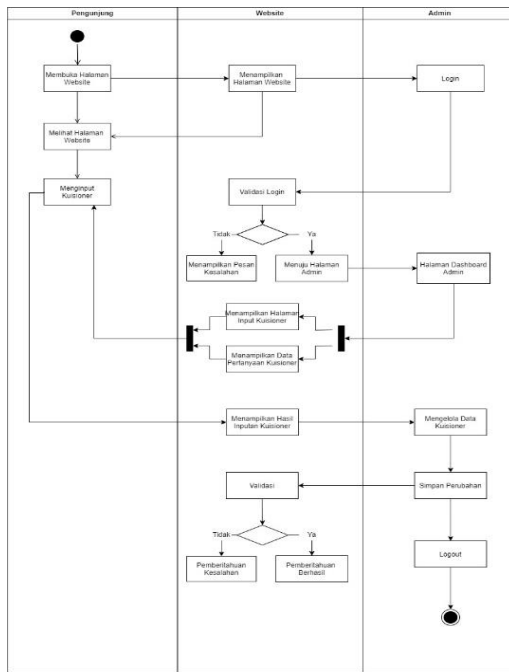 Pengunjung
Website
Admin
Membuka Halaman
Website
Menampilkan
Halaman Website
Login
Melihat Halaman
Website
Menginput
Kuisioner
Validasi Login
Tidak
Ya
Menampilkan Pesan
Kesalahan
Menuju Halaman
Admin
Halaman Dashboard
Admin
Menampilkan Halaman
Input Kuisioner
Menampilkan Data
Pertanyaan Kuisioner
Menampilkan Hasil
Inputan Kuisioner
Mengelola Data
Kuisioner
Validasi
Simpan Perubahan
Tidak
Ya
Pemberitahuan
Kesalahan
Pemberitahuan
Berhasil
Logout